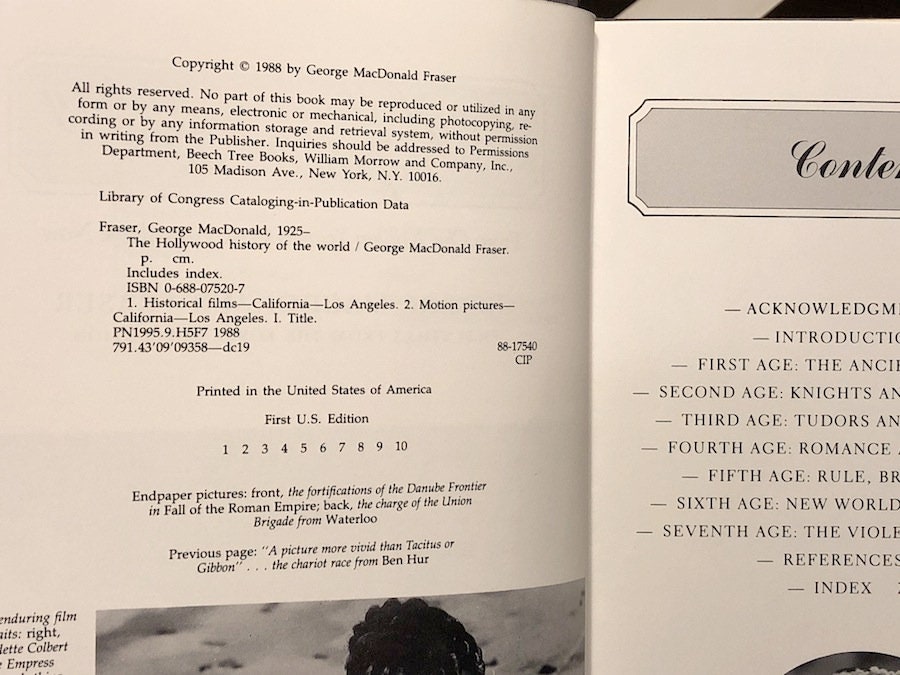 Copyright © 1988 by George MacDonald Fraser
All rights reserved. No part of this book may be reproduced or utilized in any
form or by any means, electronic or mechanical, including photocopying, re-
cording or by any information storage and retrieval system, without permission
in writing from the Publisher. Inquiries should be addressed to Permissions
Department, Beech Tree Books, William Morrow and Company, Inc.,
105 Madison Ave., New York, N.Y. 10016.
Library of Congress Cataloging-in-Publication Data
Fraser, George MacDonald, 1925–
The Hollywood history of the world / George MacDonald Fraser.
p. cm.
Includes index.
ISBN 0-688-07520-7
1. Historical films—California—Los Angeles. 2. Motion pictures—
California—Los Angeles. I. Title.
PN1995.9.H5F7 1988
791.43'09'09358—dc19
88-17540
CIP
Printed in the United States of America
First U.S. Edition
1 2 3 4 5 6 7 8 9 10
Endpaper pictures: front, the fortifications of the Danube Frontier
in Fall of the Roman Empire; back, the charge of the Union
Brigade from Waterloo
Previous page: "A picture more vivid than Tacitus or
Gibbon" . . . the chariot race from Ben Hur
enduring film
right,
Colbert
Empress
— ACKNOWLEDGM
— INTRODUCTIO
— FIRST AGE: THE ANCIE
— SECOND AGE: KNIGHTS AN
— THIRD AGE: TUDORS AN
— FOURTH AGE: ROMANCE
— FIFTH AGE: RULE, BR
— SIXTH AGE: NEW WORLD
— SEVENTH AGE: THE VIOLE
— REFERENCES
— INDEX